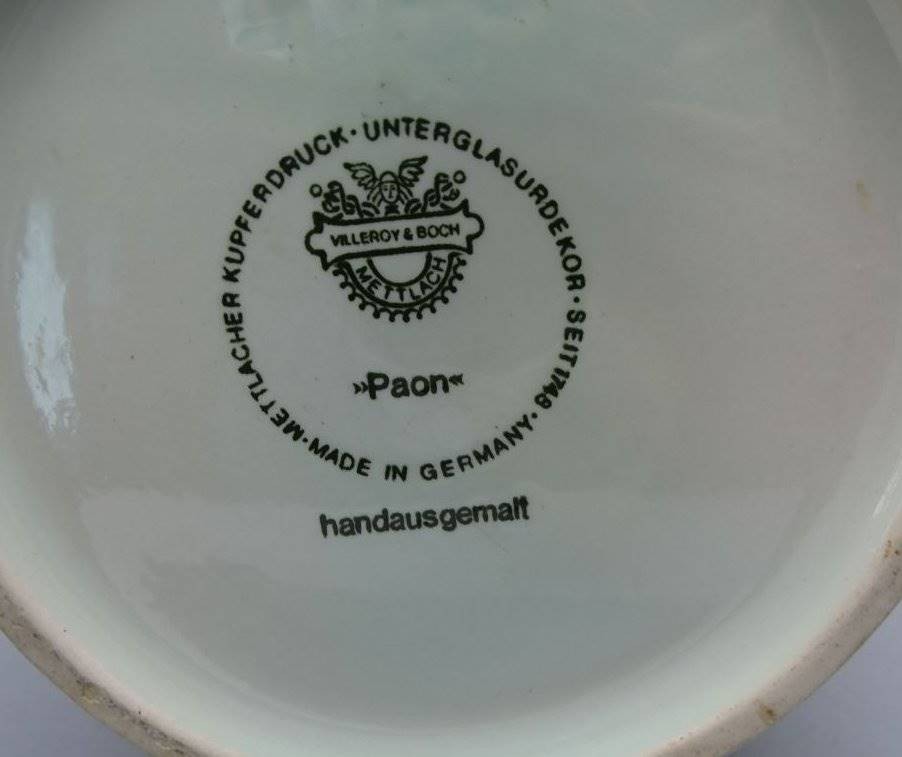 METTLACHER KUPFERDRUCK · UNTERGLASURDEKOR · SEIT 1748 · MADE IN GERMANY ·
VILLEROY & BOCH
METTLACH
»Paon«
handausgemalt